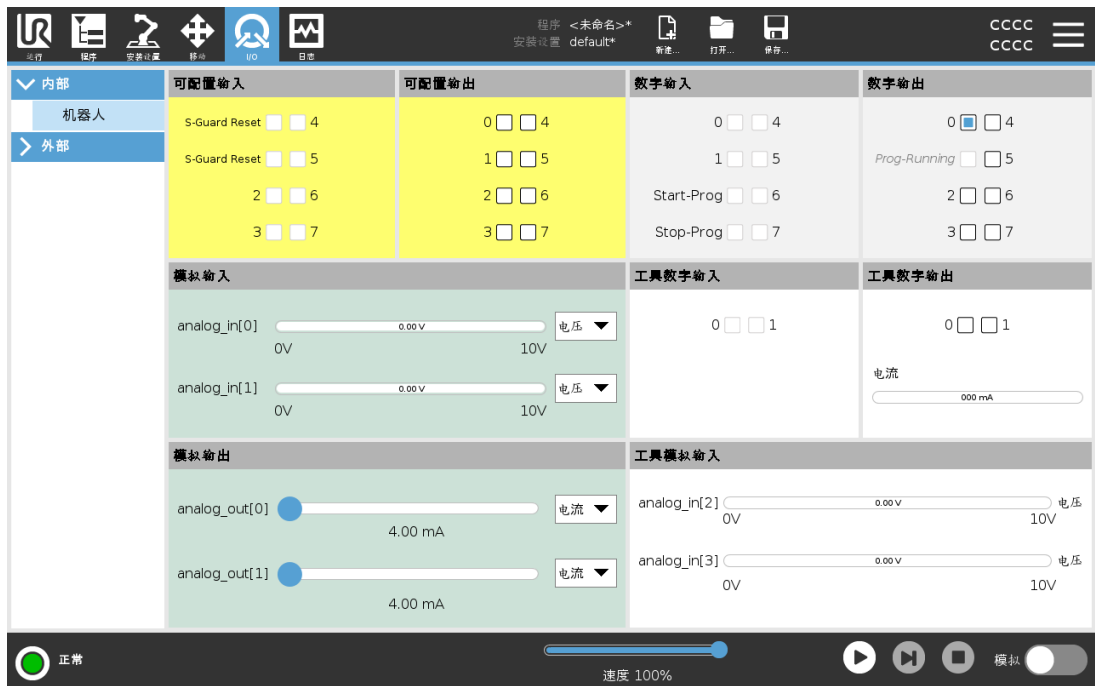 程序 <未命名>*
安装设置 default*
CCCC
CCCC
运行 程序 安装设置 移动 I/O 日志 新建... 打开... 保存...
内部
机器人
外部
可配置输入
S-Guard Reset 4
S-Guard Reset 5
2 6
3 7
可配置输出
0 4
1 5
2 6
3 7
数字输入
0 4
1 5
Start-Prog 6
Stop-Prog 7
数字输出
0 4
Prog-Running 5
2 6
3 7
模拟输入
analog_in[0] 0.00 V 电压
0V 10V
analog_in[1] 0.00 V 电压
0V 10V
工具数字输入
0 1
工具数字输出
0 1
电流
000 mA
模拟输出
analog_out[0] 电流
4.00 mA
analog_out[1] 电流
4.00 mA
工具模拟输入
analog_in[2] 0.00 V 电压
0V 10V
analog_in[3] 0.00 V 电压
0V 10V
正常
速度 100%
模拟